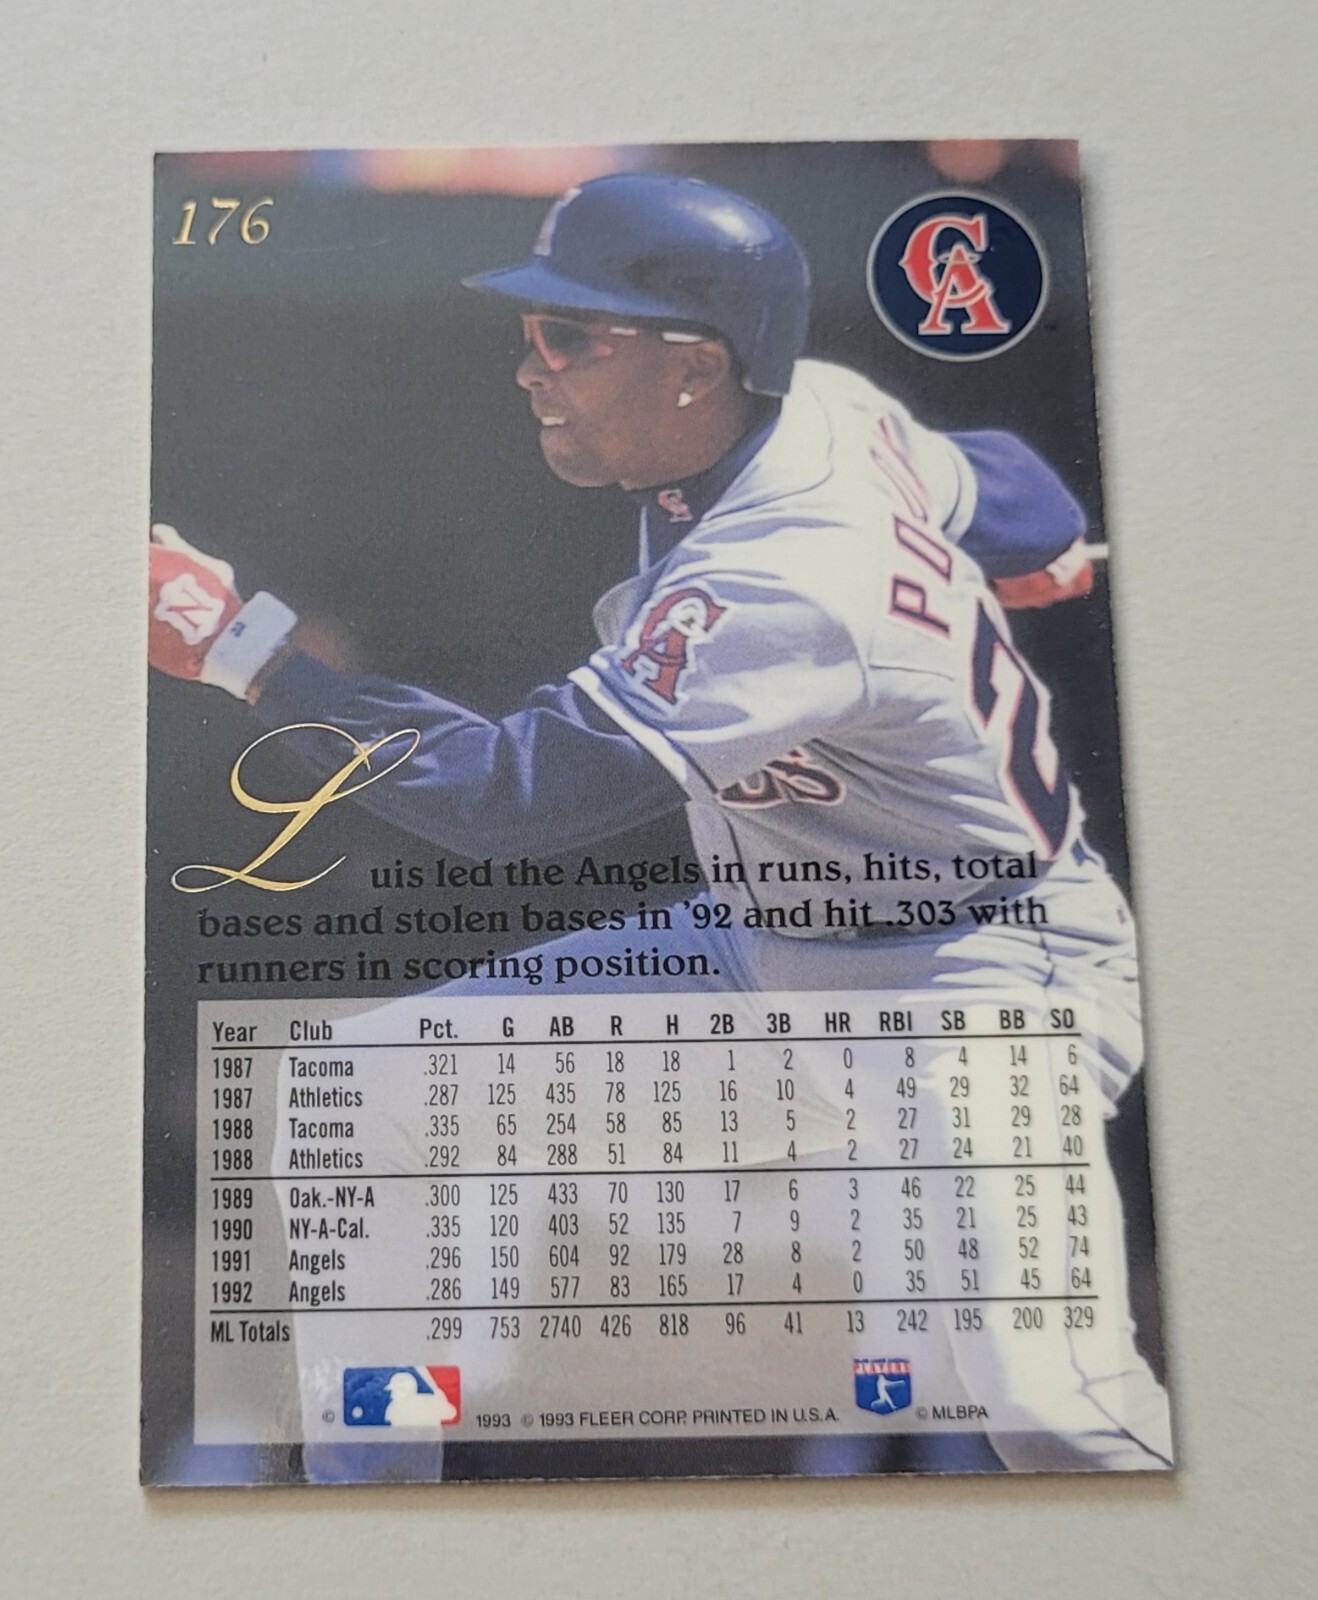 176
CA
CA
CA
N
PO
2
Luis led the Angels in runs, hits, total
bases and stolen bases in '92 and hit .303 with
runners in scoring position.
Year Club Pct. G AB R H 2B 3B HR RBI SB BB SO
1987 Tacoma .321 14 56 18 18 1 2 0 8 4 14 6
1987 Athletics .287 125 435 78 125 16 10 4 49 29 32 64
1988 Tacoma .335 65 254 58 85 13 5 2 27 31 29 28
1988 Athletics .292 84 288 51 84 11 4 2 27 24 21 40
1989 Oak.-NY-A .300 125 433 70 130 17 6 3 46 22 25 44
1990 NY-A-Cal. .335 120 403 52 135 7 9 2 35 21 25 43
1991 Angels .296 150 604 92 179 28 8 2 50 48 52 74
1992 Angels .286 149 577 83 165 17 4 0 35 51 45 64
ML Totals .299 753 2740 426 818 96 41 13 242 195 200 329
PLAYERS
© 1993 © 1993 FLEER CORP. PRINTED IN U.S.A. © MLBPA